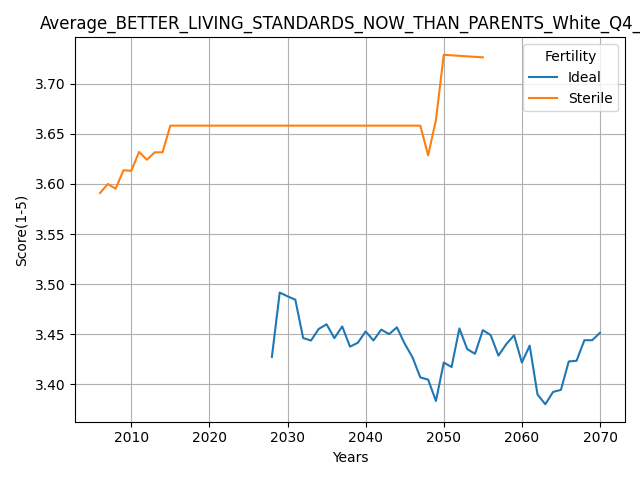 Average_BETTER_LIVING_STANDARDS_NOW_THAN_PARENTS_White_Q4_
Fertility
Ideal
Sterile
Score(1-5)
3.70
3.65
3.60
3.55
3.50
3.45
3.40
2010 2020 2030 2040 2050 2060 2070
Years